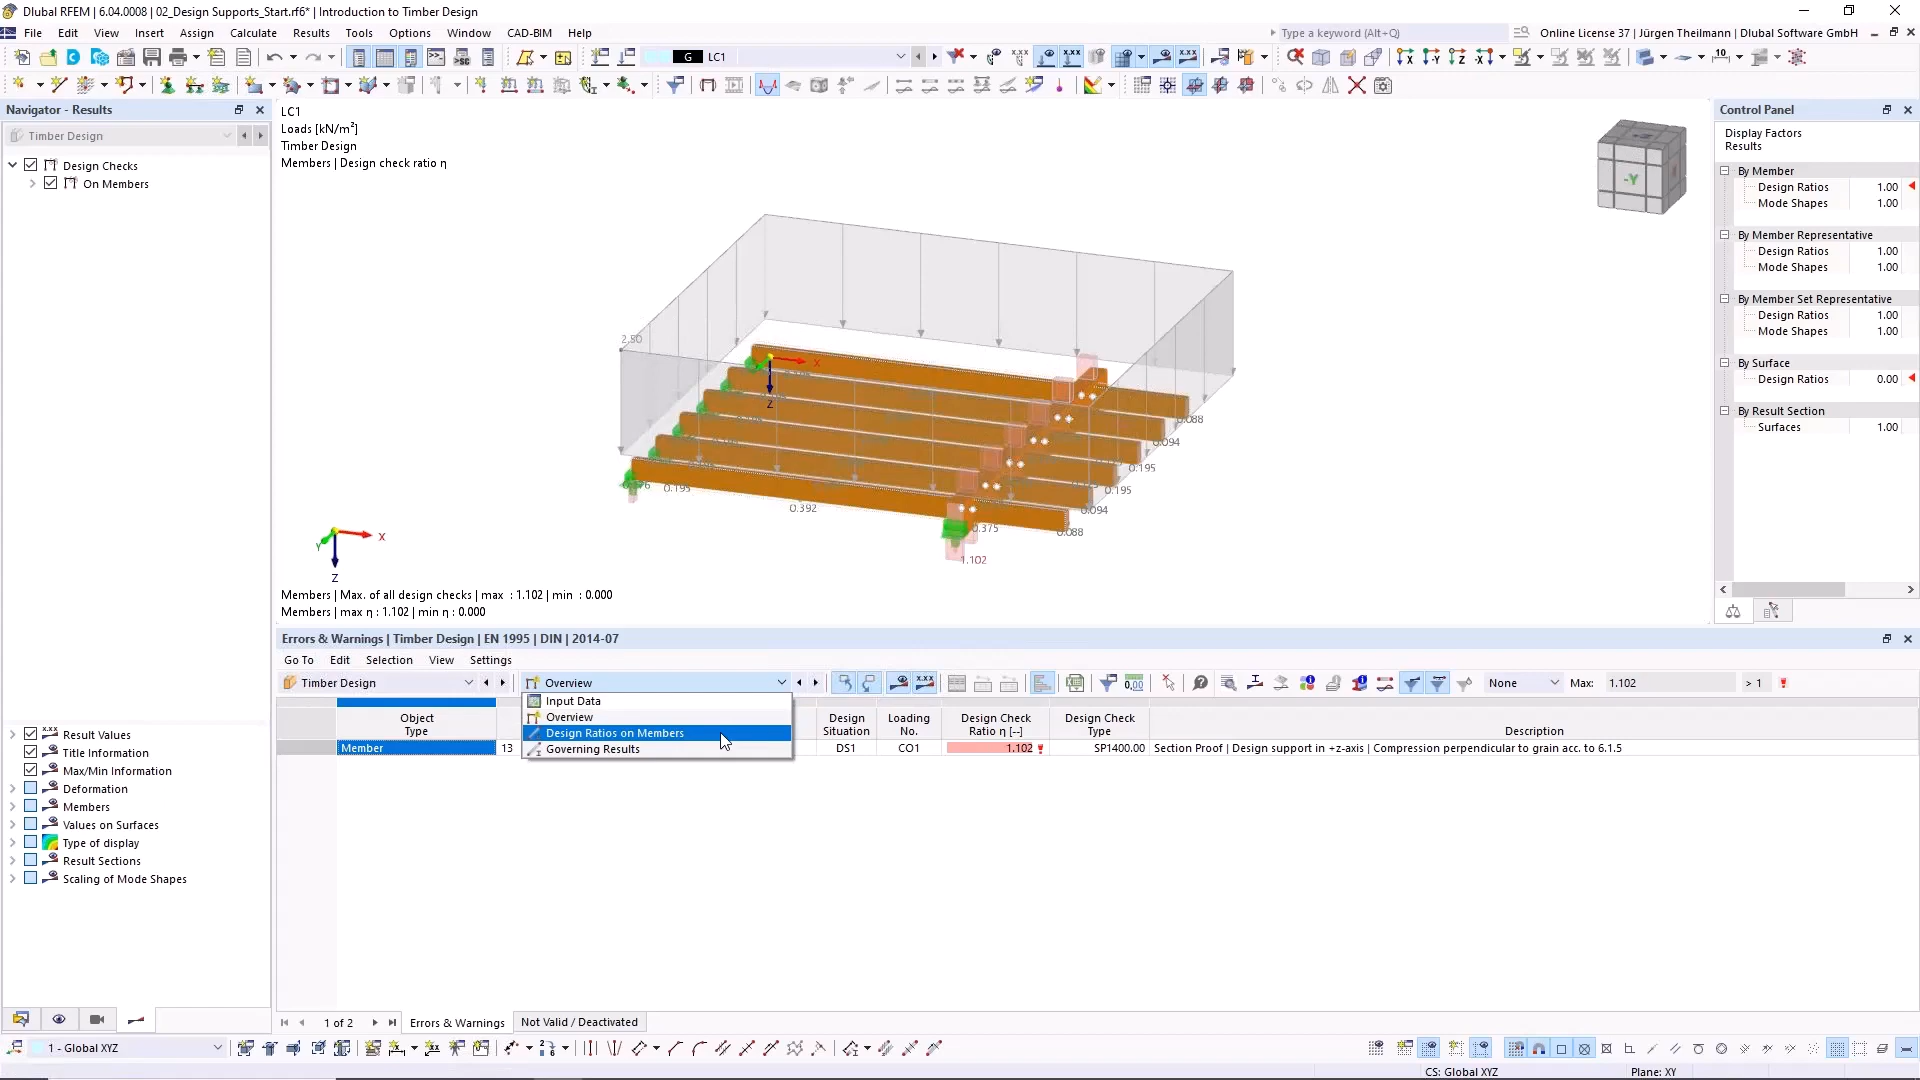 Dlubal RFEM | 6.04.0008 | 02_Design Supports_Start.rf6* | Introduction to Timber Design
File Edit View Insert Assign Calculate Results Tools Options Window CAD-BIM Help
Type a keyword (Alt+Q)
Online License 37 | Jürgen Theilmann | Dlubal Software GmbH
G LC1
Navigator - Results
Timber Design
Design Checks
On Members
Result Values
Title Information
Max/Min Information
Deformation
Members
Values on Surfaces
Type of display
Result Sections
Scaling of Mode Shapes
LC1
Loads [kN/m²]
Timber Design
Members | Design check ratio η
-Y
2.50
X
Z
0.088
0.094
0.195
0.195
0.094
0.088
0.195
0.392
0.375
1.102
X
Y
Z
Members | Max. of all design checks | max : 1.102 | min : 0.000
Members | max η : 1.102 | min η : 0.000
Control Panel
Display Factors
Results
By Member
Design Ratios 1.00
Mode Shapes 1.00
By Member Representative
Design Ratios 1.00
Mode Shapes 1.00
By Member Set Representative
Design Ratios 1.00
Mode Shapes 1.00
By Surface
Design Ratios 0.00
By Result Section
Surfaces 1.00
Errors & Warnings | Timber Design | EN 1995 | DIN | 2014-07
Go To Edit Selection View Settings
Timber Design
Overview
None
Max: 1.102 > 1
Input Data
Overview
Design Ratios on Members
Governing Results
Object Type
Design Situation
Loading No.
Design Check Ratio η [--]
Design Check Type
Description
Member 13 DS1 CO1 1.102 SP1400.00 Section Proof | Design support in +z-axis | Compression perpendicular to grain acc. to 6.1.5
1 of 2
Errors & Warnings
Not Valid / Deactivated
1 - Global XYZ
CS: Global XYZ
Plane: XY